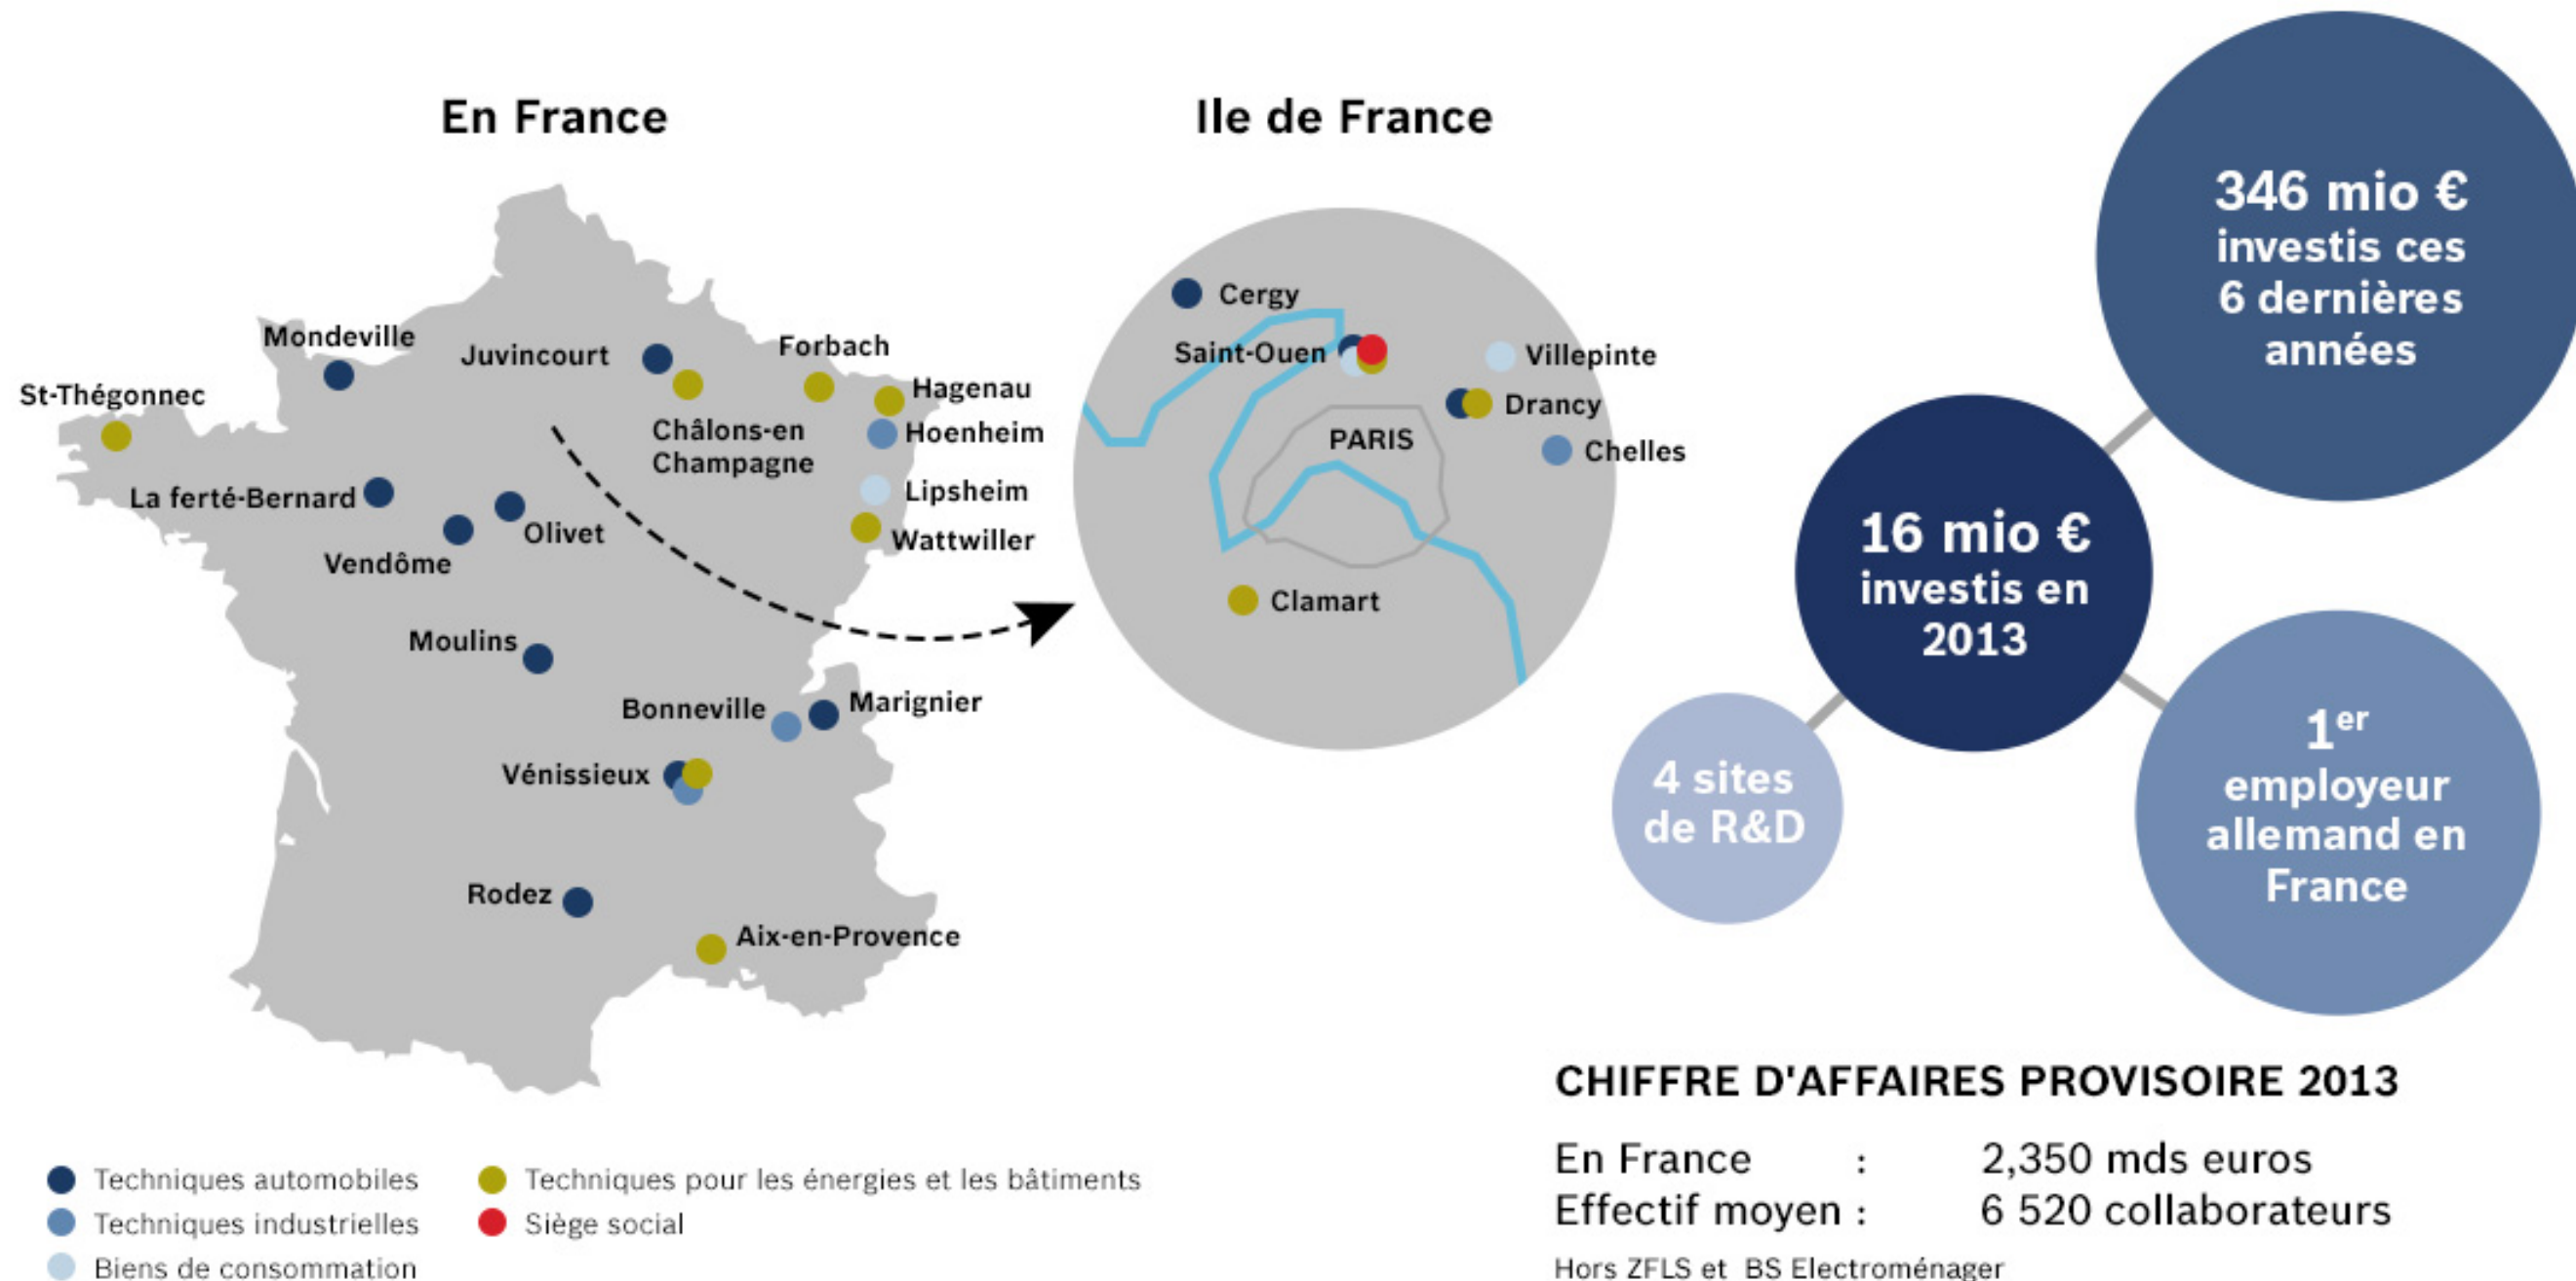 En France
Mondeville
Juvincourt
Forbach
St-Thégonnec
Hagenau
Châlons-en
Champagne
Hoenheim
La ferté-Bernard
Lipsheim
Olivet
Wattwiller
Vendôme
Moulins
Bonneville
Marignier
Vénissieux
Rodez
Aix-en-Provence
Ile de France
Cergy
Saint-Ouen
Villepinte
Drancy
PARIS
Chelles
Clamart
346 mio €
investis ces
6 dernières
années
16 mio €
investis en
2013
4 sites
de R&D
1er
employeur
allemand en
France
Techniques automobiles
Techniques industrielles
Biens de consommation
Techniques pour les énergies et les bâtiments
Siège social
CHIFFRE D'AFFAIRES PROVISOIRE 2013
En France : 2,350 mds euros
Effectif moyen : 6 520 collaborateurs
Hors ZFLS et BS Electroménager